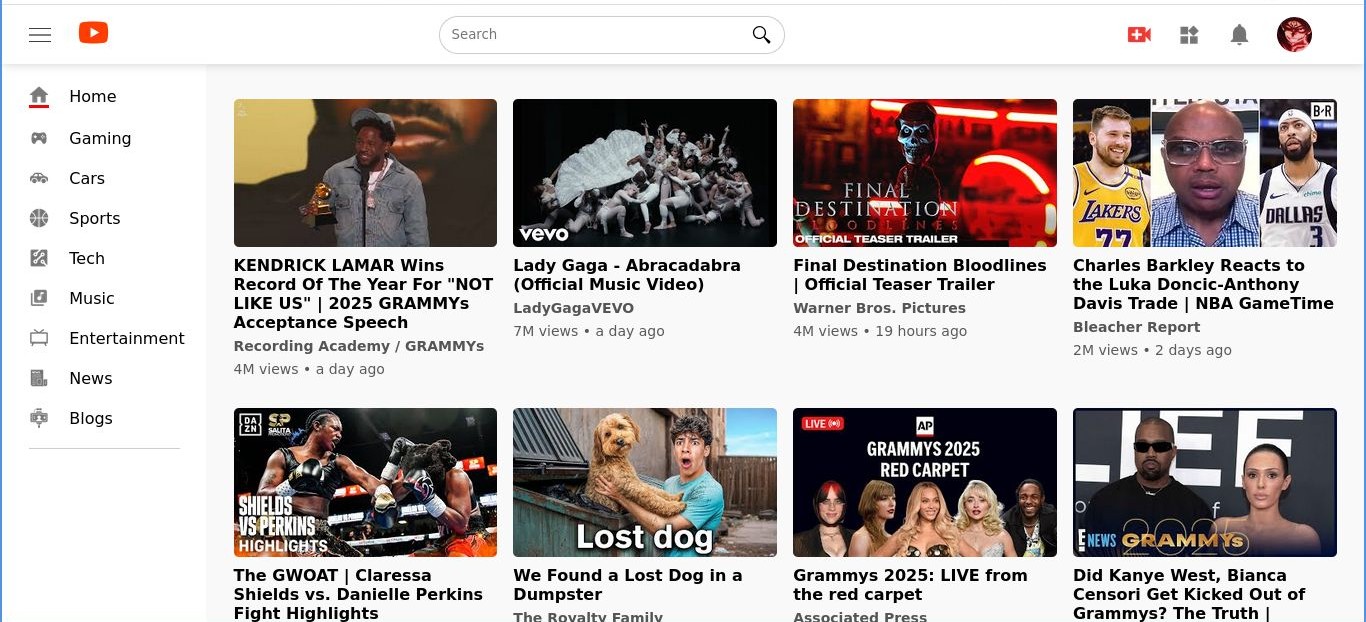 Search
Home
Gaming
Cars
Sports
Tech
Music
Entertainment
News
Blogs
vevo
FINAL
DESTINATION
BLOODLINES
OFFICIAL TEASER TRAILER
LAKERS
77
B/R
chime
DALLAS
3
KENDRICK LAMAR Wins
Record Of The Year For "NOT
LIKE US" | 2025 GRAMMYs
Acceptance Speech
Recording Academy / GRAMMYs
4M views • a day ago
Lady Gaga - Abracadabra
(Official Music Video)
LadyGagaVEVO
7M views • a day ago
Final Destination Bloodlines
| Official Teaser Trailer
Warner Bros. Pictures
4M views • 19 hours ago
Charles Barkley Reacts to
the Luka Doncic-Anthony
Davis Trade | NBA GameTime
Bleacher Report
2M views • 2 days ago
DAZN
SP
SALITA
SHIELDS
VS PERKINS
HIGHLIGHTS
Lost dog
LIVE
AP
GRAMMYS 2025
RED CARPET
E NEWS
2025
GRAMMYs
The GWOAT | Claressa
Shields vs. Danielle Perkins
Fight Highlights
We Found a Lost Dog in a
Dumpster
The Royalty Family
Grammys 2025: LIVE from
the red carpet
Associated Press
Did Kanye West, Bianca
Censori Get Kicked Out of
Grammys? The Truth |